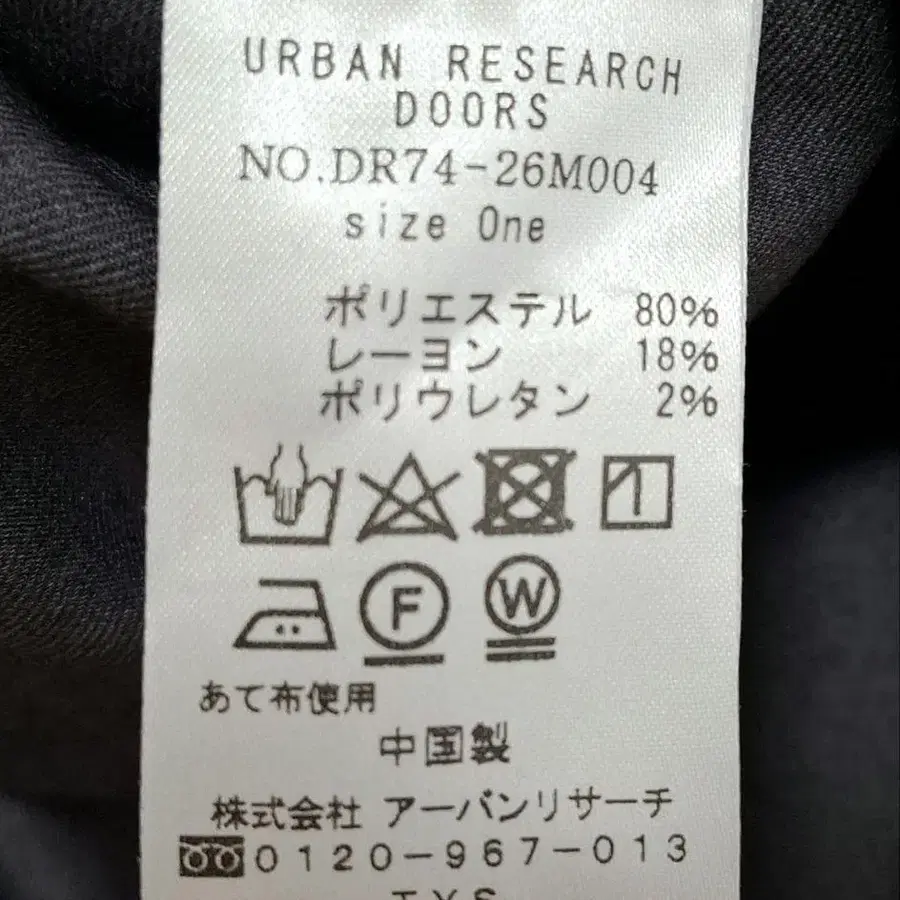 URBAN RESEARCH
DOORS
NO.DR74-26M004
size One
ポリエステル 80%
レーヨン 18%
ポリウレタン 2%
F W
あて布使用
中国製
株式会社 アーバンリサーチ
0120-967-013